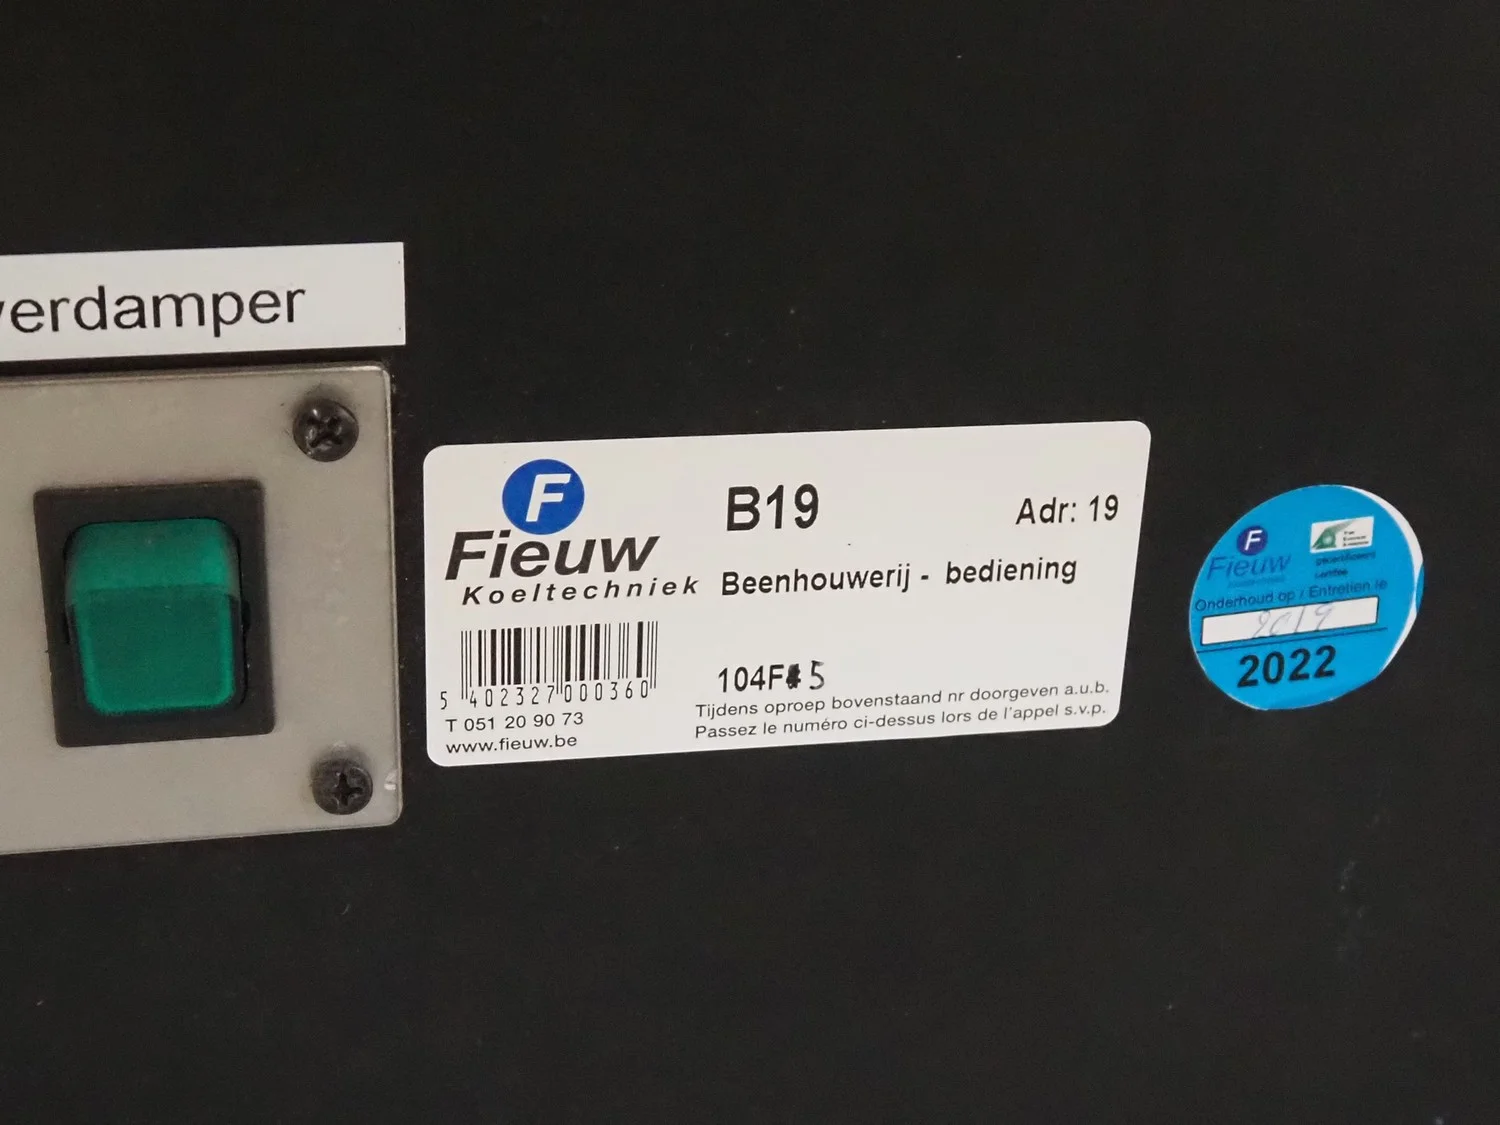 verdamper
F
Fieuw
Koeltechniek
B19
Adr: 19
Beenhouwerij - bediening
5 402327 000360
T 051 20 90 73
www.fieuw.be
104F 5
Tijdens oproep bovenstaand nr doorgeven a.u.b.
Passez le numéro ci-dessus lors de l'appel s.v.p.
F
Fieuw
Onderhoud op / Entretien le
2022